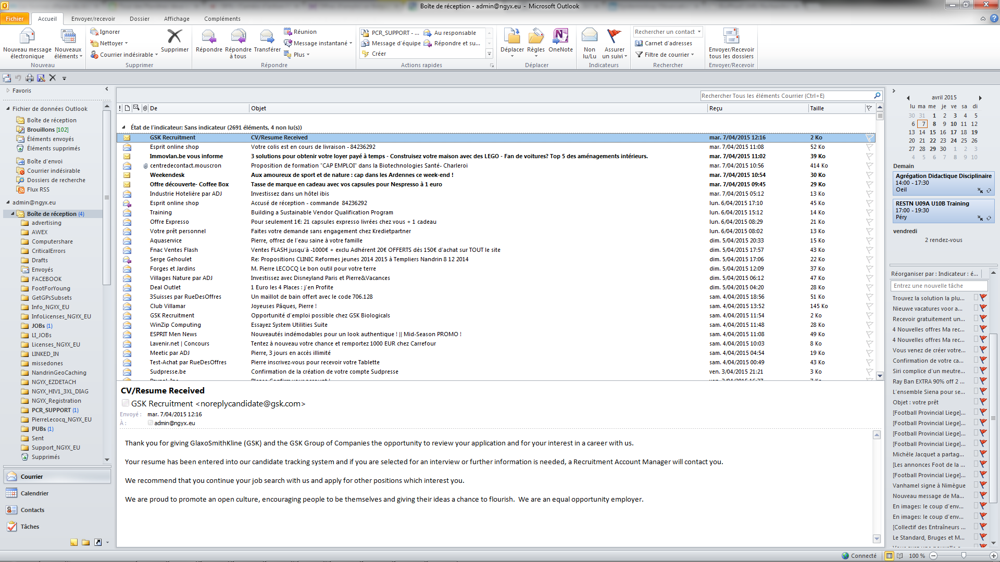 Boîte de réception - admin@ngyx.eu - Microsoft Outlook
Fichier
Accueil
Envoyer/recevoir
Dossier
Affichage
Compléments
Nouveau message électronique
Nouveaux éléments
Nouveau
Ignorer
Nettoyer
Courrier indésirable
Supprimer
Supprimer
Répondre
Répondre à tous
Transférer
Réunion
Message instantané
Plus
Répondre
PCR_SUPPORT - ...
Au responsable
Message d'équipe
Répondre et su...
Créer
Actions rapides
Déplacer
Règles
OneNote
Déplacer
Non lu/Lu
Assurer un suivi
Indicateurs
Rechercher un contact
Carnet d'adresses
Filtre de courrier
Rechercher
Envoyer/Recevoir tous les dossiers
Envoyer/Recevoir
Favoris
Fichier de données Outlook
Boîte de réception
Brouillons [102]
Éléments envoyés
Éléments supprimés
Boîte d'envoi
Courrier indésirable
Dossiers de recherche
Flux RSS
admin@ngyx.eu
Boîte de réception (4)
advertising
AWEX
Computershare
CriticalErrors
Drafts
Envoyés
FACEBOOK
FootForYoung
GetGPsSubsets
Info_NGYX_EU
InfoLicenses_NGYX_EU
JOBs (1)
LI_JOBs
Licenses_NGYX_EU
LINKED_IN
missedones
NandrinGeoCaching
NGYX_EZDETACH
NGYX_HIV1_3XL_DIAG
NGYX_Registration
PCR_SUPPORT (1)
PierreLecocq_NGYX_EU
PUBs (1)
Sent
Support_NGYX_EU
Supprimés
Courrier
Calendrier
Contacts
Tâches
Rechercher Tous les éléments Courrier (Ctrl+E)
De Objet Reçu Taille
État de l'indicateur: Sans indicateur (2691 éléments, 4 non lu(s))
GSK Recruitment CV/Resume Received mar. 7/04/2015 12:16 2 Ko
Esprit online shop Votre colis est en cours de livraison - 84236292 mar. 7/04/2015 11:08 52 Ko
Immovlan.be vous informe 3 solutions pour obtenir votre loyer payé à temps - Construisez votre maison avec des LEGO - Fan de voitures? Top 5 des aménagements intérieurs. mar. 7/04/2015 11:02 39 Ko
centredecontact.mouscron Proposition de formation "CAP EMPLOI" dans la Biotechnologies Santé- Charleroi mar. 7/04/2015 10:56 414 Ko
Weekendesk Aux amoureux de sport et de nature : cap dans les Ardennes ce week-end ! mar. 7/04/2015 10:54 30 Ko
Offre découverte- Coffee Box Tasse de marque en cadeau avec vos capsules pour Nespresso à 1 euro mar. 7/04/2015 09:45 29 Ko
Industrie Hotelière par ADJ Investissez dans un hôtel ibis mar. 7/04/2015 05:12 13 Ko
Esprit online shop Accusé de réception - commande 84236292 lun. 6/04/2015 17:10 45 Ko
Training Building a Sustainable Vendor Qualification Program lun. 6/04/2015 15:12 14 Ko
Offre Expresso Pour seulement 1€: 21 capsules expresso livrées chez vous + 1 cadeau lun. 6/04/2015 08:29 21 Ko
Votre prêt personnel Faites votre demande sans engagement chez Kredietpartner lun. 6/04/2015 08:02 13 Ko
Aquaservice Pierre, offrez de l'eau saine à votre famille dim. 5/04/2015 20:33 15 Ko
Fnac Ventes Flash Ventes FLASH jusqu'à -1000€ + exclu Adhérent 20€ OFFERTS dès 150€ d'achat sur TOUT le site dim. 5/04/2015 17:57 43 Ko
Serge Gehoulet Re: Propositions CLINIC Reformes jeunes 2014 2015 à Templiers Nandrin 8 12 2014 dim. 5/04/2015 17:06 22 Ko
Forges et Jardins M. Pierre LECOCQ Le bon outil pour votre terre dim. 5/04/2015 12:09 37 Ko
Villages Nature par ADJ Investissez avec Disneyland Paris et Pierre&Vacances dim. 5/04/2015 06:12 47 Ko
Deal Outlet 1 Euro les 4 Places : j'en Profite dim. 5/04/2015 04:20 28 Ko
3Suisses par RueDesOffres Un maillot de bain offert avec le code 706.128 sam. 4/04/2015 18:56 51 Ko
Club Villamar Joyeuses Pâques, Pierre ! sam. 4/04/2015 13:52 145 Ko
GSK Recruitment Opportunité d'emploi possible chez GSK Biologicals sam. 4/04/2015 11:54 2 Ko
WinZip Computing Essayez System Utilities Suite sam. 4/04/2015 11:48 28 Ko
ESPRIT Men News Nouveautés indémodables pour un look authentique ! || Mid-Season PROMO ! sam. 4/04/2015 11:08 49 Ko
Lavenir.net | Concours Tentez à nouveau votre chance et remportez 1000 EUR chez Carrefour sam. 4/04/2015 10:03 8 Ko
Meetic par ADJ Pierre, 3 jours en accès illimité sam. 4/04/2015 04:54 19 Ko
Test-Achat par RueDesOffres Pierre inscrivez-vous pour recevoir votre Tablette sam. 4/04/2015 00:49 43 Ko
Sudpresse.be Confirmation de la création de votre compte Sudpresse ven. 3/04/2015 21:21 3 Ko
CV/Resume Received
GSK Recruitment <noreplycandidate@gsk.com>
Envoyé : mar. 7/04/2015 12:16
À : admin@ngyx.eu
Thank you for giving GlaxoSmithKline (GSK) and the GSK Group of Companies the opportunity to review your application and for your interest in a career with us.
Your resume has been entered into our candidate tracking system and if you are selected for an interview or further information is needed, a Recruitment Account Manager will contact you.
We recommend that you continue your job search with us and apply for other positions which interest you.
We are proud to promote an open culture, encouraging people to be themselves and giving their ideas a chance to flourish. We are an equal opportunity employer.
avril 2015
lu ma me je ve sa di
30 31 1 2 3 4 5
6 7 8 9 10 11 12
13 14 15 16 17 18 19
20 21 22 23 24 25 26
27 28 29 30 1 2 3
4 5 6 7 8 9 10
Demain
Agrégation Didactique Disciplinaire
14:00 - 17:30
Oeil
RESTN U09A U10B Training
17:00 - 19:30
Péry
vendredi
2 rendez-vous
Réorganiser par : Indicateur : é...
Entrez une nouvelle tâche
Trouvez la solution la plu...
Nieuwe vacatures voor a...
Recevoir gratuitement un...
4 Nouvelles offres Ma rec...
4 Nouvelles offres Ma rec...
Vous venez de créer votre...
Confirmation de votre ca...
Siri complice d'un meutre...
Ray Ban EXTRA 90% off 2 ...
L'ensemble Siena pour se...
Objet : votre prêt
[Football Provincial Liege]...
[Football Provincial Liege]...
[Football Provincial Liege]...
[Football Provincial Liege]...
Michèle Jacquet a partag...
[Les annonces Foot de la ...
[Football Provincial Liege]...
Vanhamel signe à Nimègue
Nouveau message de Ma...
En images: le coup d'env...
En images: le coup d'env...
[Collectif des Entraîneurs ...
Le Standard, Bruges et M...
Connecté
100 %